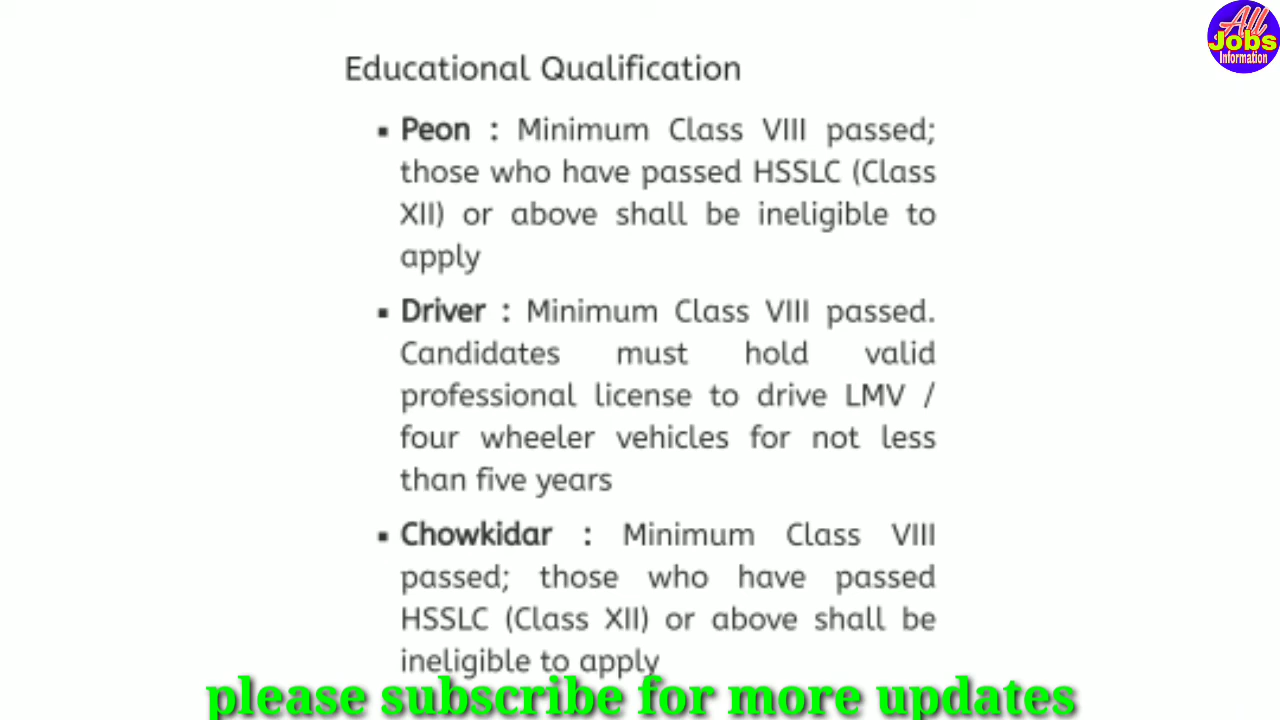 All
Jobs
Information
Educational Qualification
▪ Peon : Minimum Class VIII passed;
those who have passed HSSLC (Class
XII) or above shall be ineligible to
apply
▪ Driver : Minimum Class VIII passed.
Candidates must hold valid
professional license to drive LMV /
four wheeler vehicles for not less
than five years
▪ Chowkidar : Minimum Class VIII
passed; those who have passed
HSSLC (Class XII) or above shall be
ineligible to apply
please subscribe for more updates